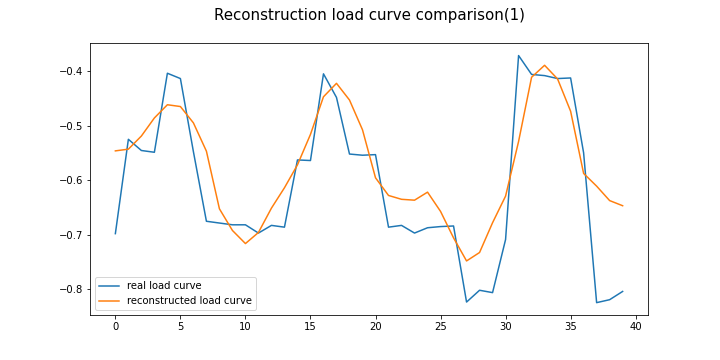 Reconstruction load curve comparison(1)
−0.4
−0.5
−0.6
−0.7
−0.8
real load curve
reconstructed load curve
0 5 10 15 20 25 30 35 40